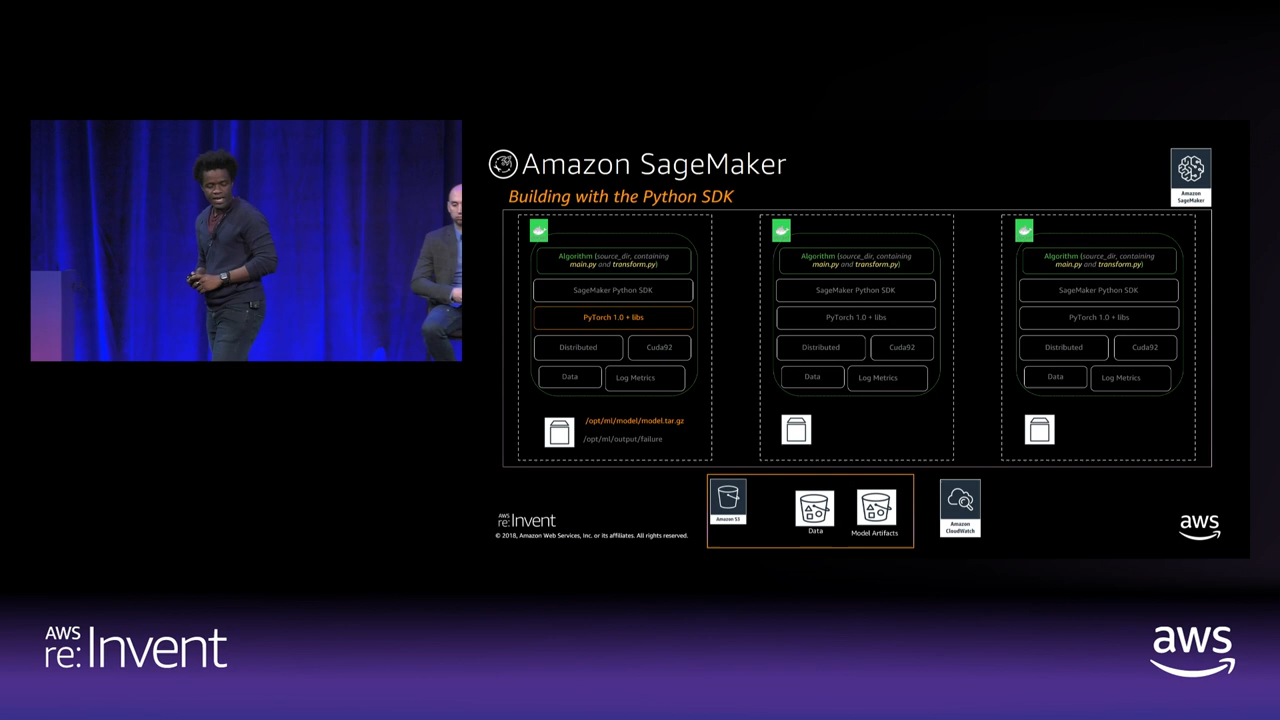 Amazon SageMaker
Building with the Python SDK
Amazon
SageMaker
Algorithm (source_dir, containing
main.py and transform.py)
SageMaker Python SDK
PyTorch 1.0 + libs
Distributed
Cuda92
Data
Log Metrics
/opt/ml/model/model.tar.gz
/opt/ml/output/failure
Algorithm (source_dir, containing
main.py and transform.py)
SageMaker Python SDK
PyTorch 1.0 + libs
Distributed
Cuda92
Data
Log Metrics
Algorithm (source_dir, containing
main.py and transform.py)
SageMaker Python SDK
PyTorch 1.0 + libs
Distributed
Cuda92
Data
Log Metrics
Amazon S3
Data
Model Artifacts
Amazon
CloudWatch
AWS
re:Invent
© 2018, Amazon Web Services, Inc. or its affiliates. All rights reserved.
aws
AWS
re:Invent
aws